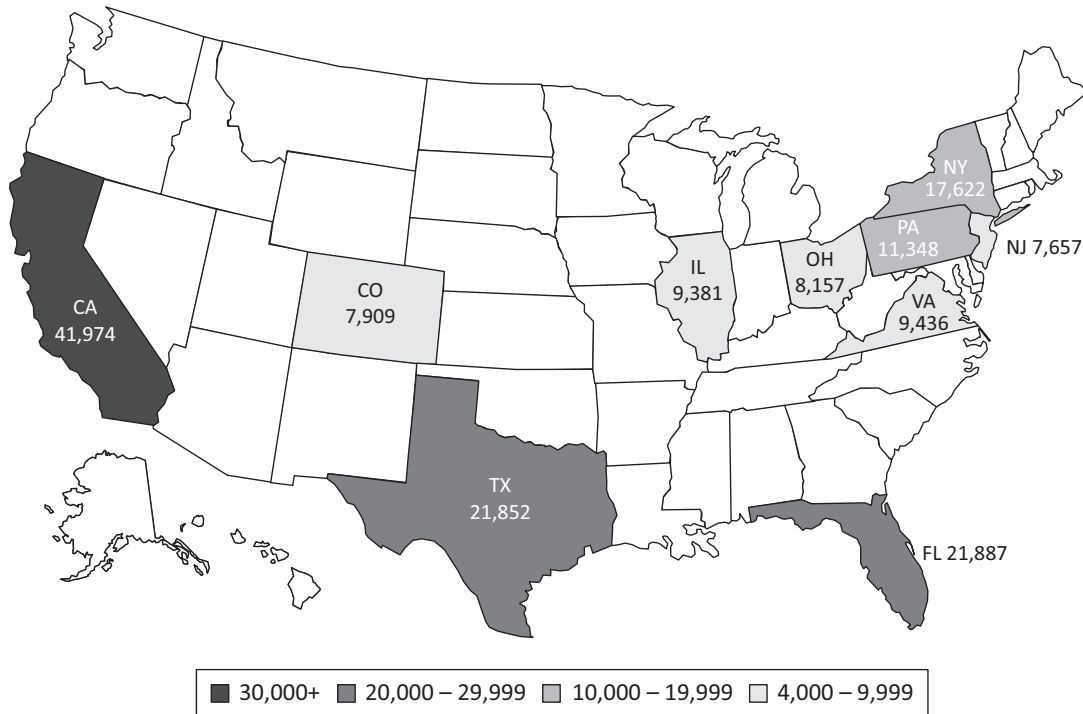 NY
17,622
PA
11,348
NJ 7,657
IL
9,381
OH
8,157
CO
7,909
VA
9,436
CA
41,974
TX
21,852
FL 21,887
30,000+ 20,000 – 29,999 10,000 – 19,999 4,000 – 9,999